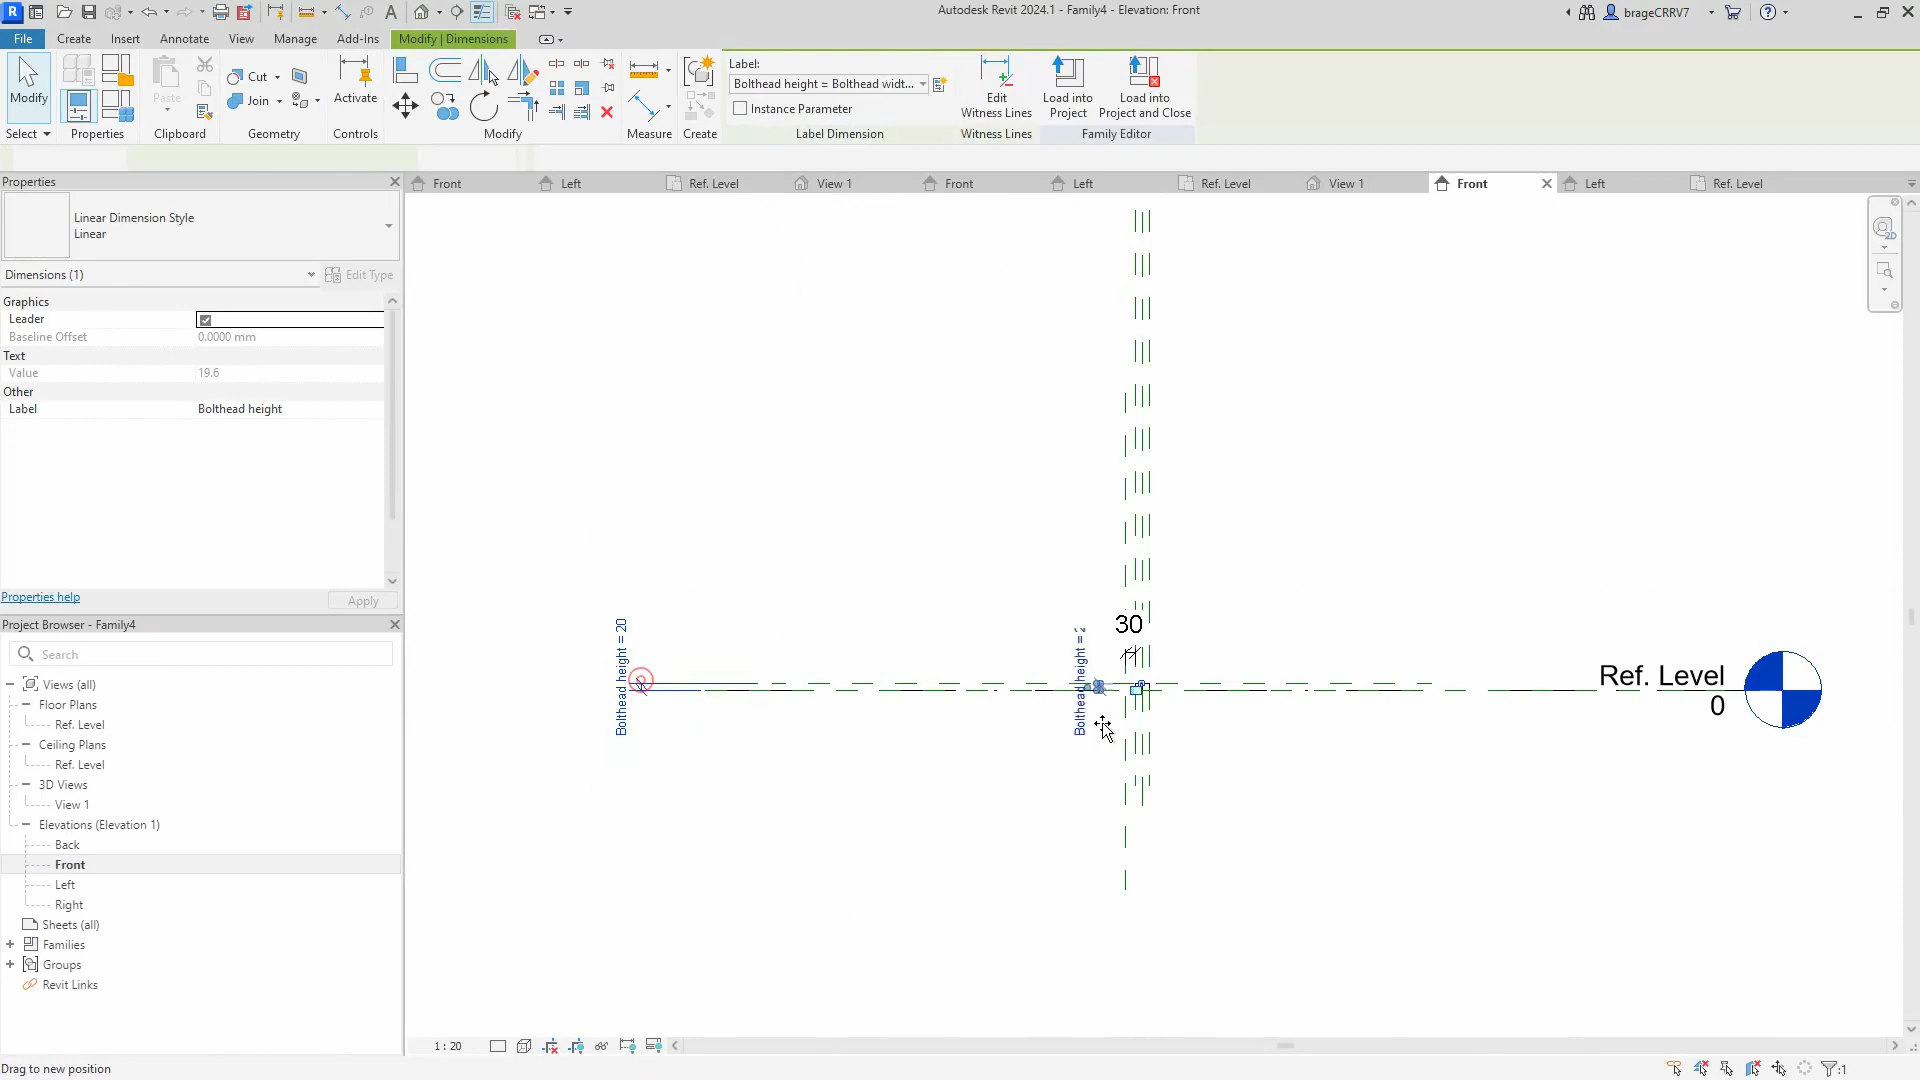 Autodesk Revit 2024.1 - Family4 - Elevation: Front
brageCRRV7
File
Create
Insert
Annotate
View
Manage
Add-Ins
Modify | Dimensions
Modify
Paste
Cut
Join
Activate
Label:
Bolthead height = Bolthead widt...
Instance Parameter
Edit
Witness Lines
Load into
Project
Load into
Project and Close
Select
Properties
Clipboard
Geometry
Controls
Modify
Measure
Create
Label Dimension
Witness Lines
Family Editor
Properties
Linear Dimension Style
Linear
Dimensions (1)
Edit Type
Graphics
Leader
Baseline Offset 0.0000 mm
Text
Value 19.6
Other
Label Bolthead height
Properties help
Apply
Project Browser - Family4
Search
Views (all)
Floor Plans
Ref. Level
Ceiling Plans
Ref. Level
3D Views
View 1
Elevations (Elevation 1)
Back
Front
Left
Right
Sheets (all)
Families
Groups
Revit Links
Front
Left
Ref. Level
View 1
Front
Left
Ref. Level
View 1
Front
Left
Ref. Level
2D
Bolthead height = 20
Bolthead height = 2
30
Ref. Level
0
1 : 20
Drag to new position
:1